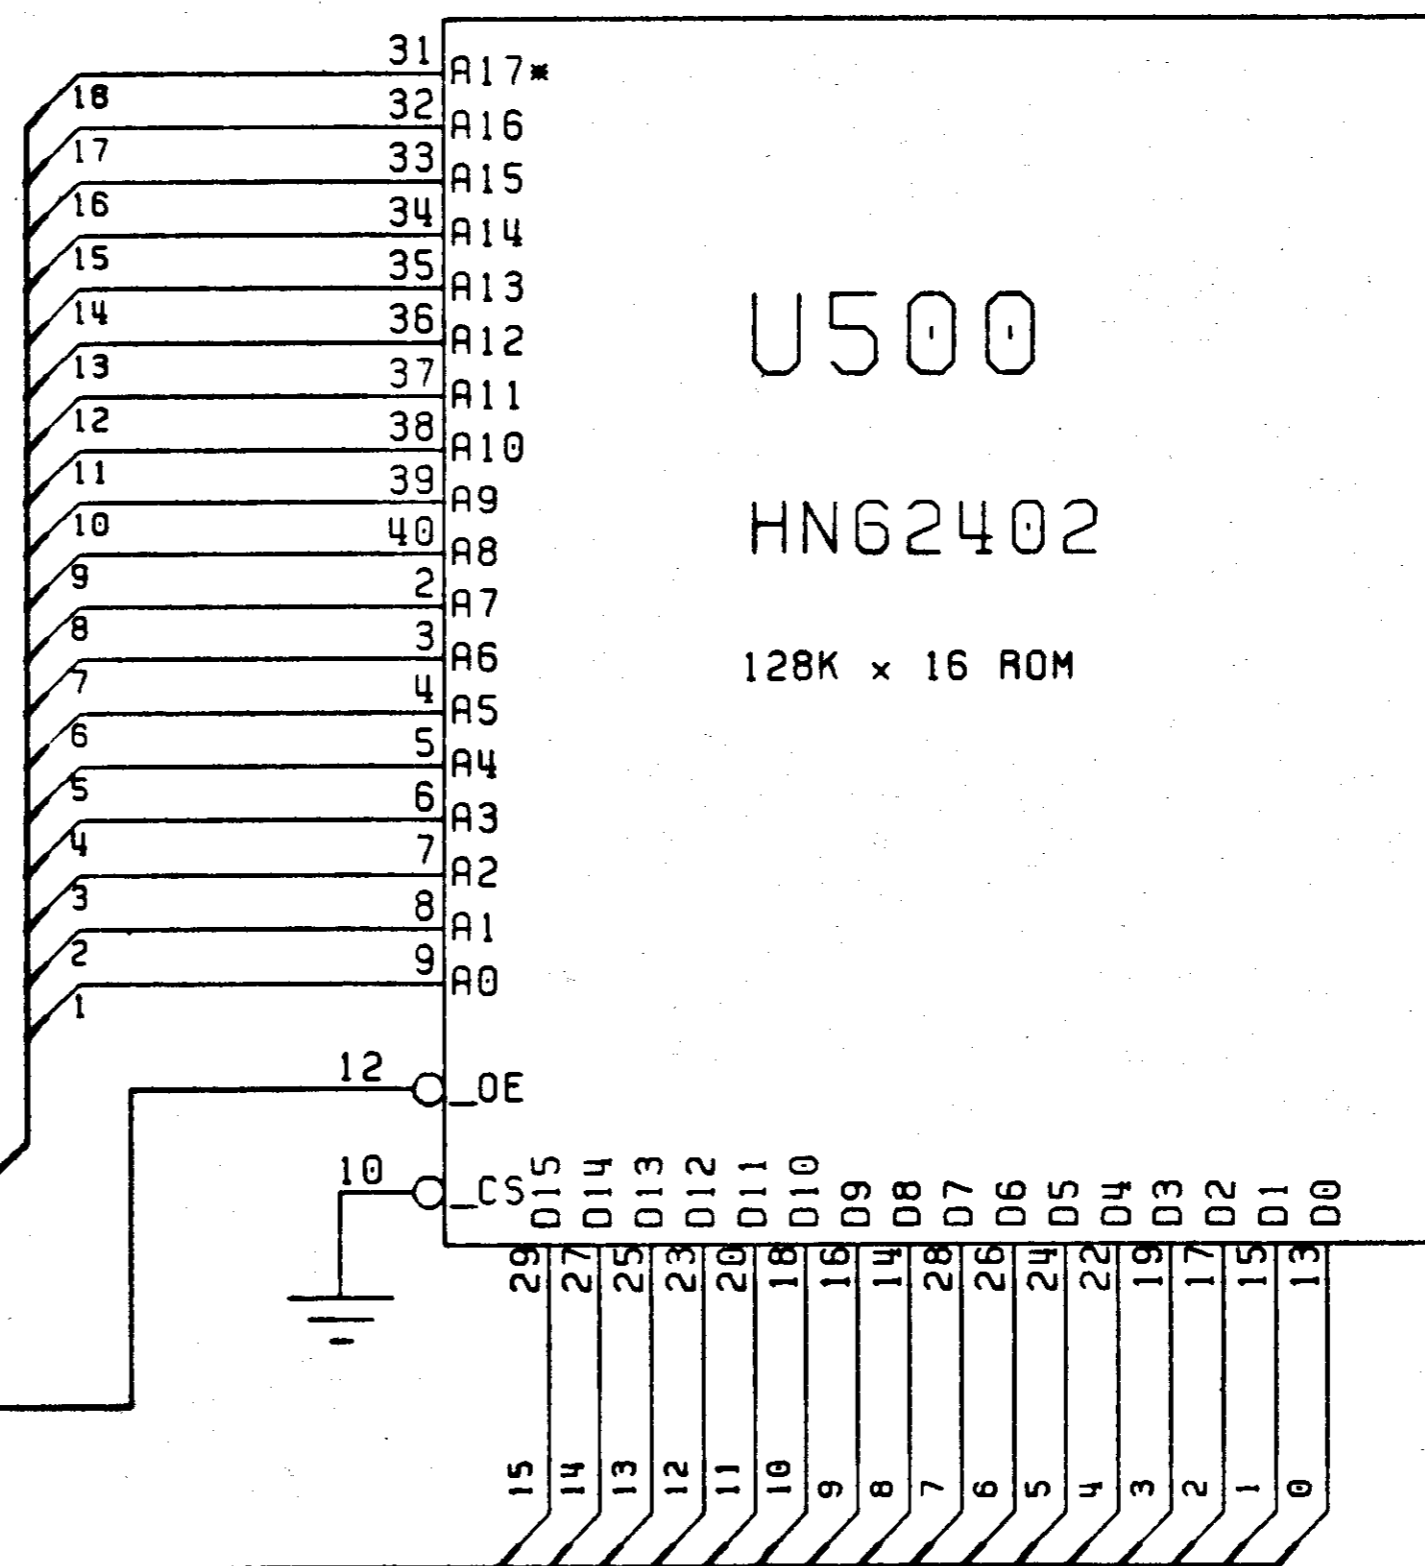 31 A17*
18
32 A16
17
33 A15
16
34 A14
15
35 A13
14
36 A12
13
37 A11
12
38 A10
11
39 A9
10
40 A8
9
2 A7
8
3 A6
7
4 A5
6
5 A4
5
6 A3
4
7 A2
3
8 A1
2
9 A0
1
U500
HN62402
128K x 16 ROM
12 _OE
10 _CS
D15 D14 D13 D12 D11 D10 D9 D8 D7 D6 D5 D4 D3 D2 D1 D0
29 27 25 23 20 18 16 14 28 26 24 22 19 17 15 13
15 14 13 12 11 10 9 8 7 6 5 4 3 2 1 0